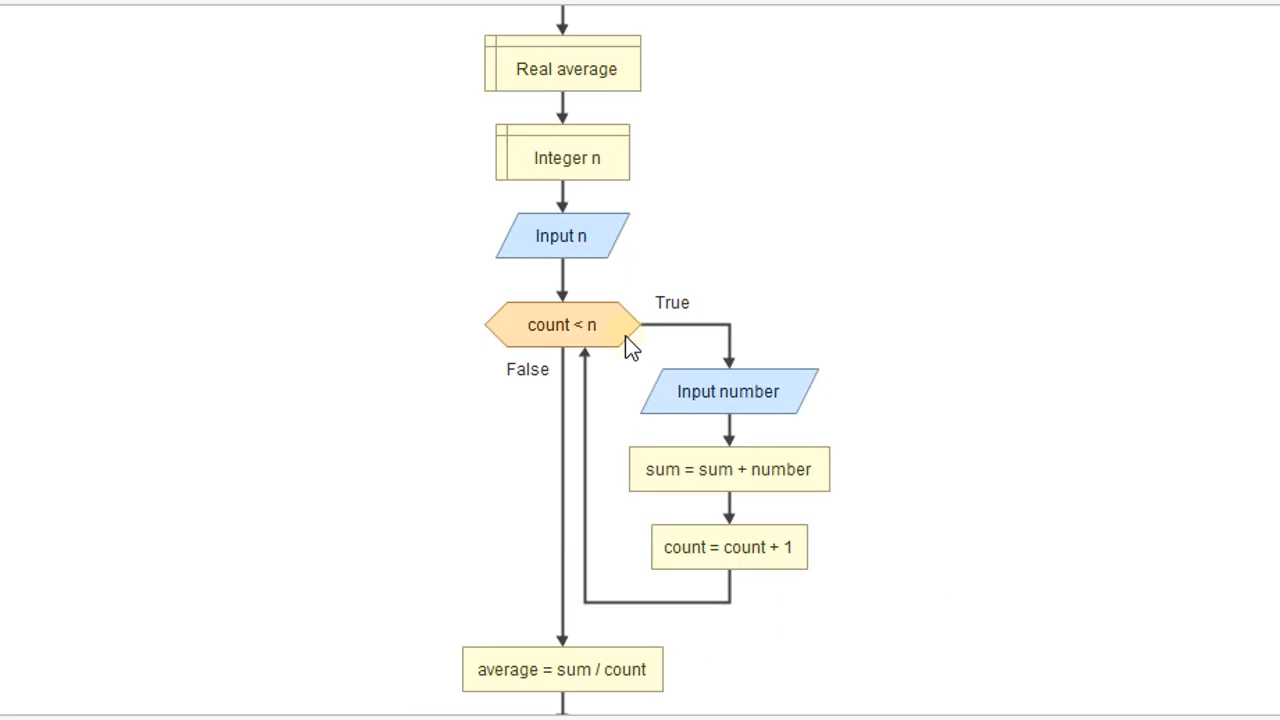 Real average
Integer n
Input n
count < n
True
False
Input number
sum = sum + number
count = count + 1
average = sum / count